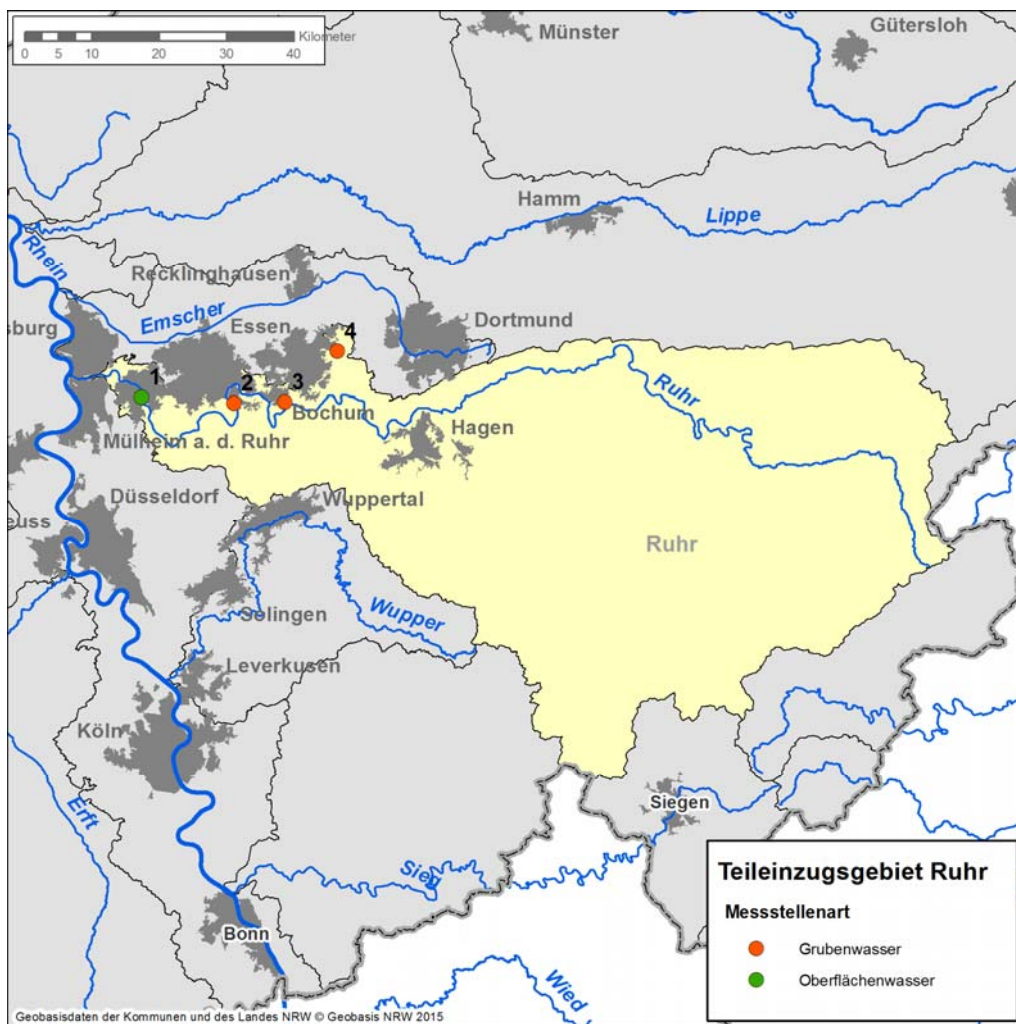 Kilometer
0 5 10 20 30 40
Münster
Gütersloh
Hamm
Lippe
Rhein
Recklinghausen
Emscher
Essen
Dortmund
sburg
4
1
2
3
Bochum
Ruhr
Hagen
Mülheim a. d. Ruhr
Düsseldorf
Wuppertal
euss
Ruhr
Solingen
Wupper
Leverkusen
Köln
Erft
Siegen
Sieg
Bonn
Wied
Teileinzugsgebiet Ruhr
Messstellenart
Grubenwasser
Oberflächenwasser
Geobasisdaten der Kommunen und des Landes NRW © Geobasis NRW 2015